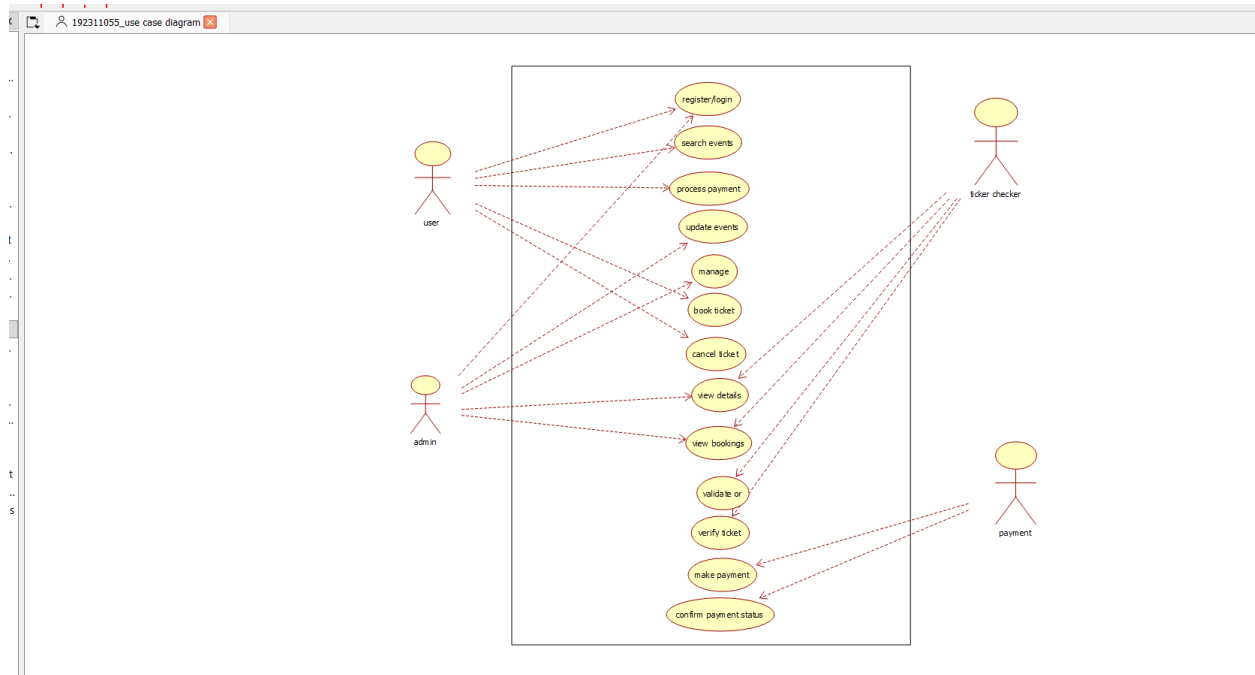 192311055_use case diagram
register/login
search events
process payment
update events
manage
book ticket
cancel ticket
view details
view bookings
validate or
verify ticket
make payment
confirm payment status
user
admin
ticker checker
payment
t
t
s